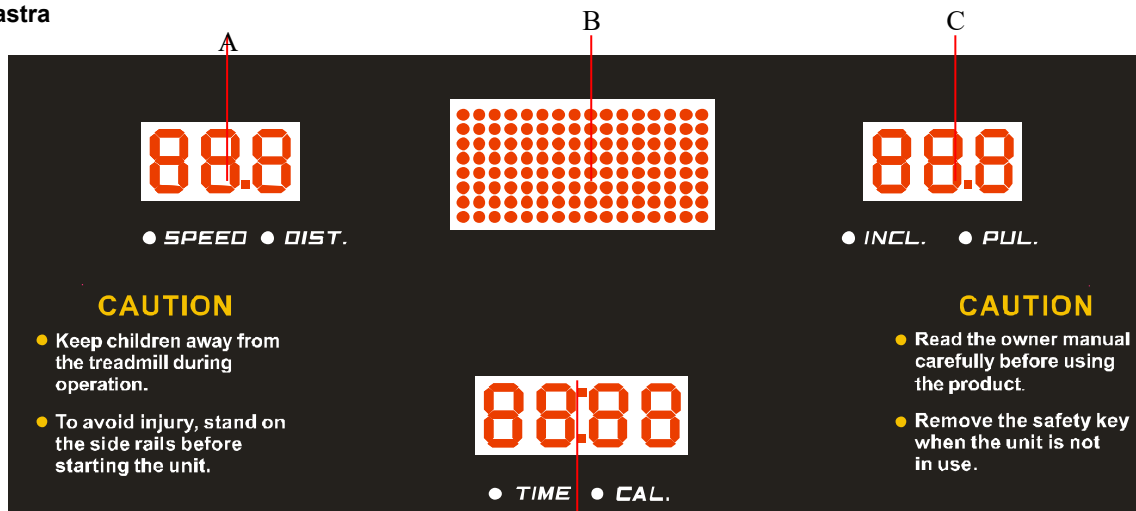 astra
A
B
C
88.8
88.8
● SPEED ● DIST.
● INCL. ● PUL.
CAUTION
● Keep children away from
the treadmill during
operation.
● To avoid injury, stand on
the side rails before
starting the unit.
CAUTION
● Read the owner manual
carefully before using
the product.
● Remove the safety key
when the unit is not
in use.
88:88
● TIME ● CAL.